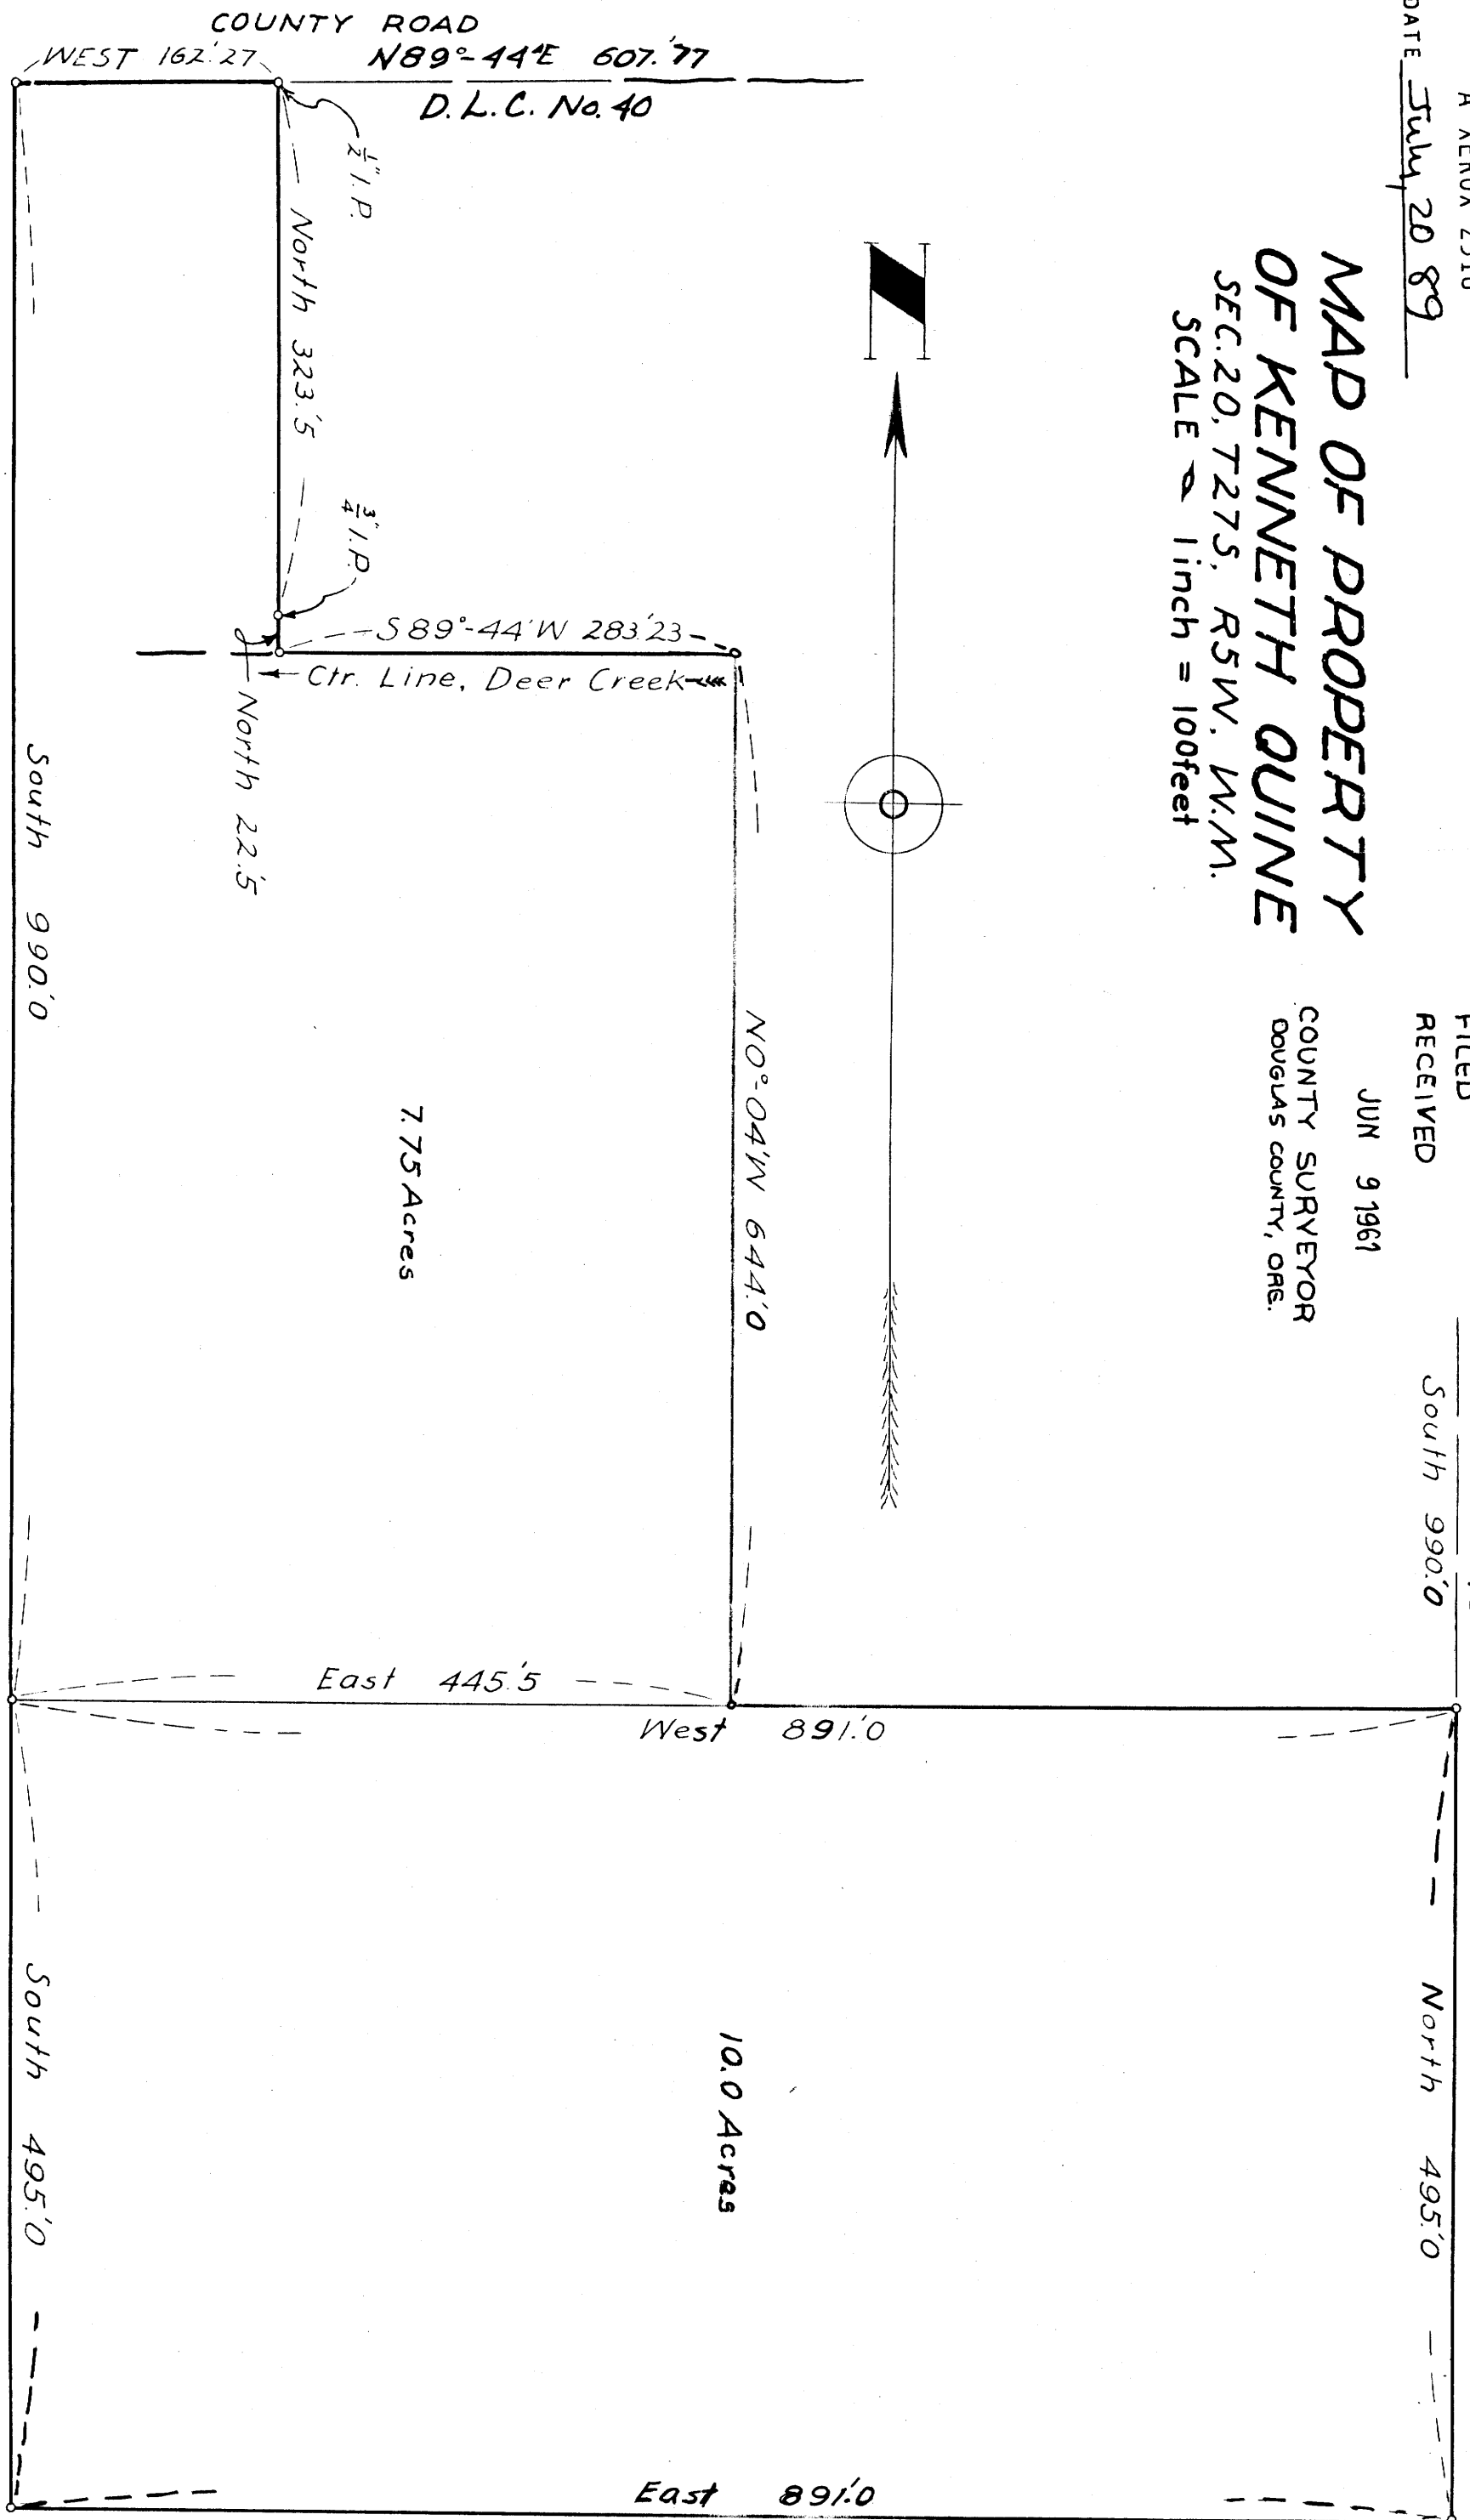 COUNTY ROAD
WEST 162.'27
N89°-44'E 607.'77
D.L.C. No. 40
DATE July, 20 89
MAP OF PROPERTY
OF KENNETH QUINE
SEC. 20, T27S, R5W. W.M.
SCALE 1 inch = 100feet
FILED
RECEIVED
JUN 9 1961
COUNTY SURVEYOR
DOUGLAS COUNTY, ORE.
South 990.'0
1/2" I.P.
North 323.'5
3/4" I.P.
S89°-44'W 283.'23
Ctr. Line, Deer Creek
North 22.'5
N0°-04'W 644.'0
South 990.'0
7.75 Acres
East 445.'5
West 891.'0
North 495.'0
10.0 Acres
South 495.'0
East 891.'0
N